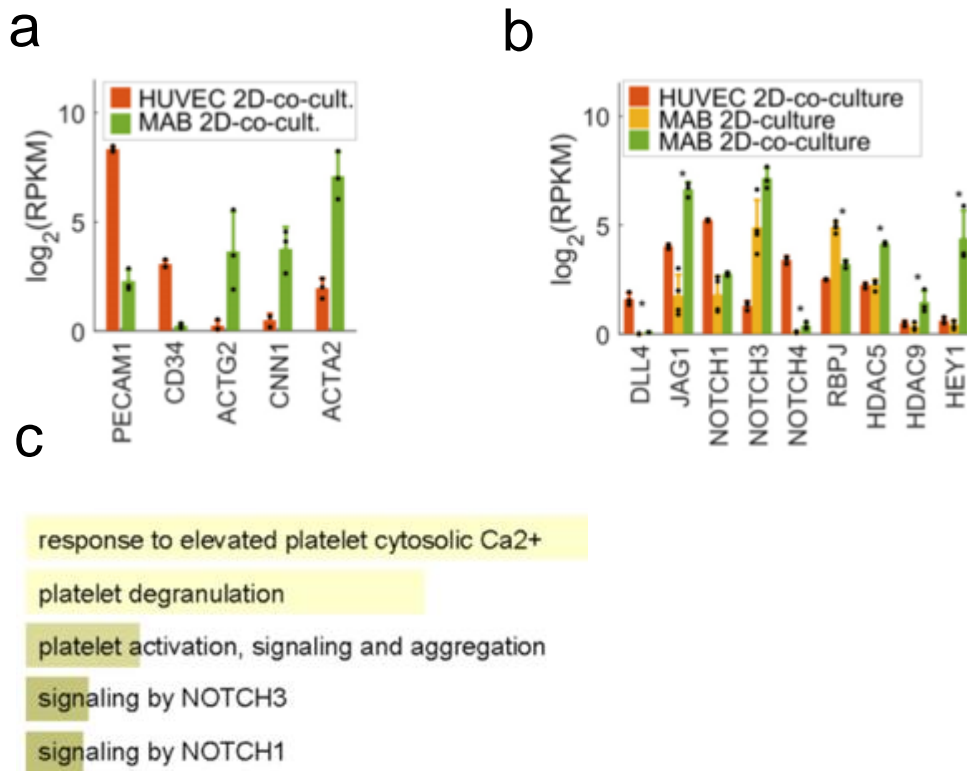 a
b
10
5
0
log2(RPKM)
HUVEC 2D-co-cult.
MAB 2D-co-cult.
PECAM1
CD34
ACTG2
CNN1
ACTA2
10
5
0
log2(RPKM)
HUVEC 2D-co-culture
MAB 2D-culture
MAB 2D-co-culture
*
*
*
*
*
*
*
DLL4
JAG1
NOTCH1
NOTCH3
NOTCH4
RBPJ
HDAC5
HDAC9
HEY1
c
response to elevated platelet cytosolic Ca2+
platelet degranulation
platelet activation, signaling and aggregation
signaling by NOTCH3
signaling by NOTCH1